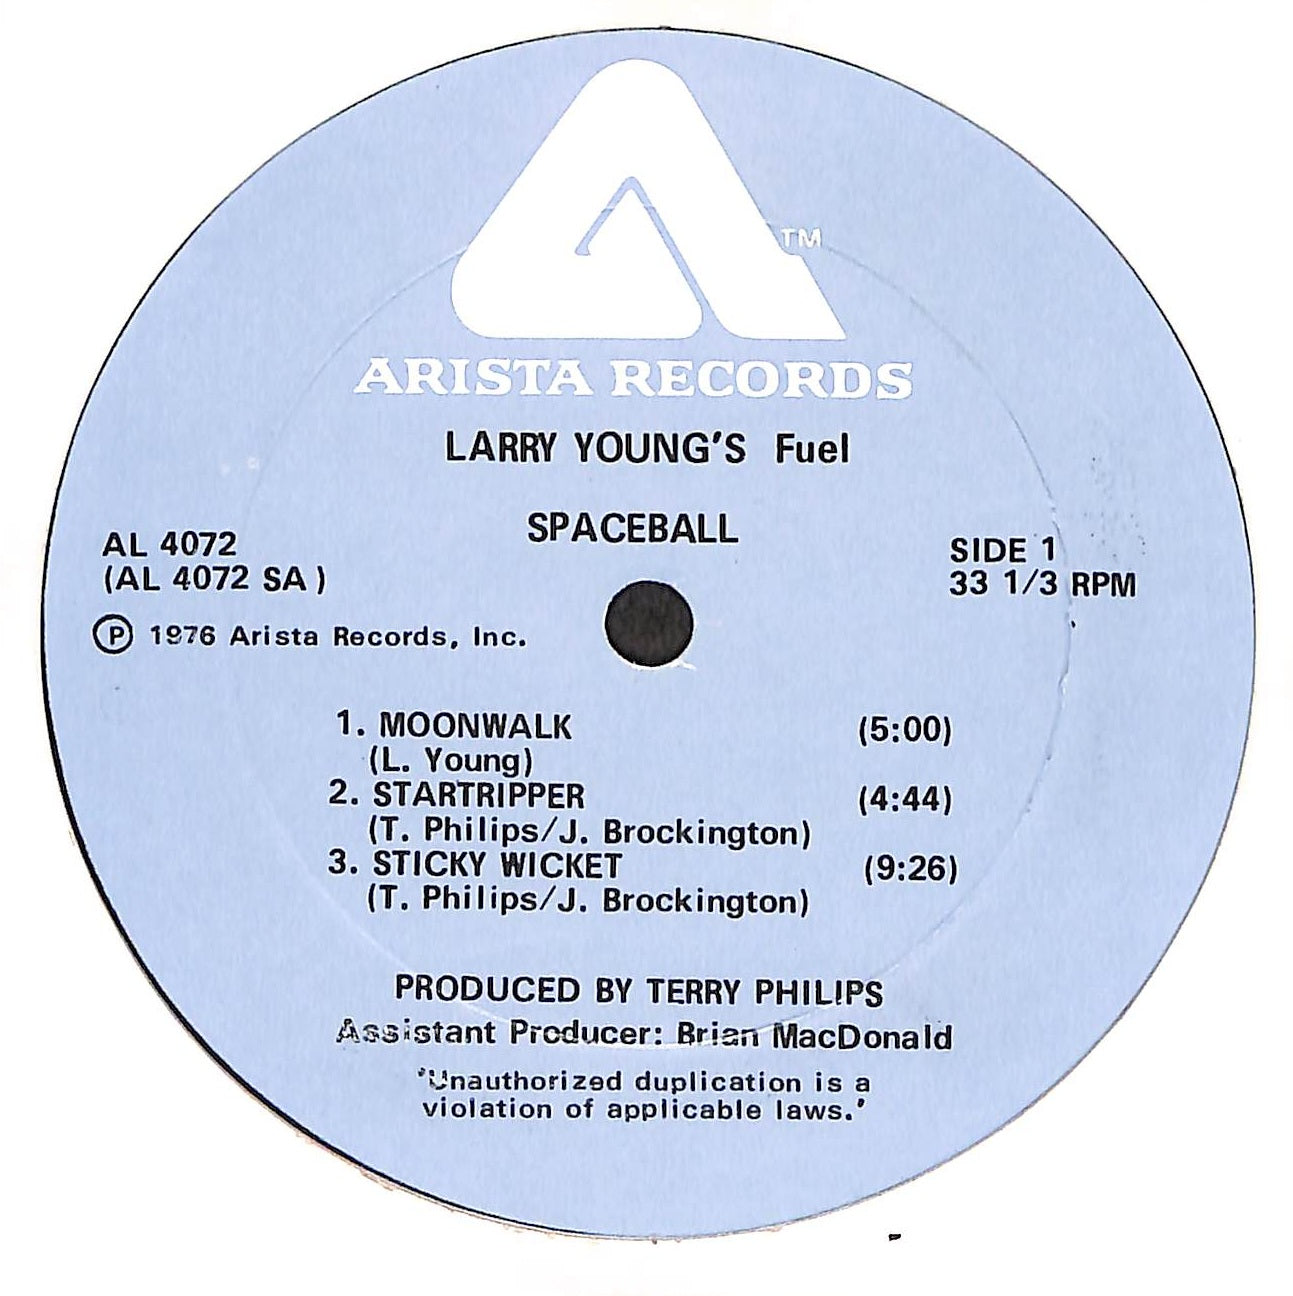 TM
ARISTA RECORDS
LARRY YOUNG'S Fuel
SPACEBALL
AL 4072
(AL 4072 SA )
Ⓟ 1976 Arista Records, Inc.
SIDE 1
33 1/3 RPM
1. MOONWALK (5:00)
(L. Young)
2. STARTRIPPER (4:44)
(T. Philips/J. Brockington)
3. STICKY WICKET (9:26)
(T. Philips/J. Brockington)
PRODUCED BY TERRY PHILIPS
Assistant Producer: Brian MacDonald
'Unauthorized duplication is a
violation of applicable laws.'